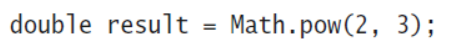 double result = Math.pow(2, 3);